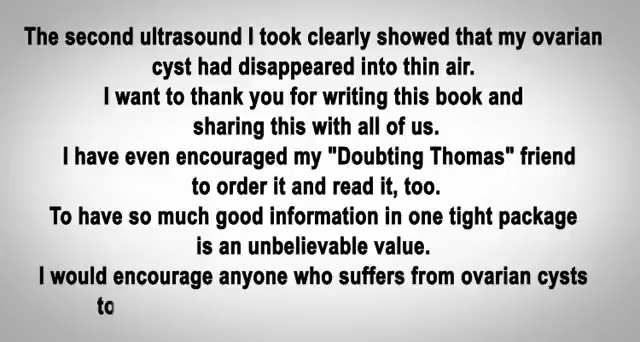 The second ultrasound I took clearly showed that my ovarian
cyst had disappeared into thin air.
I want to thank you for writing this book and
sharing this with all of us.
I have even encouraged my "Doubting Thomas" friend
to order it and read it, too.
To have so much good information in one tight package
is an unbelievable value.
I would encourage anyone who suffers from ovarian cysts
to